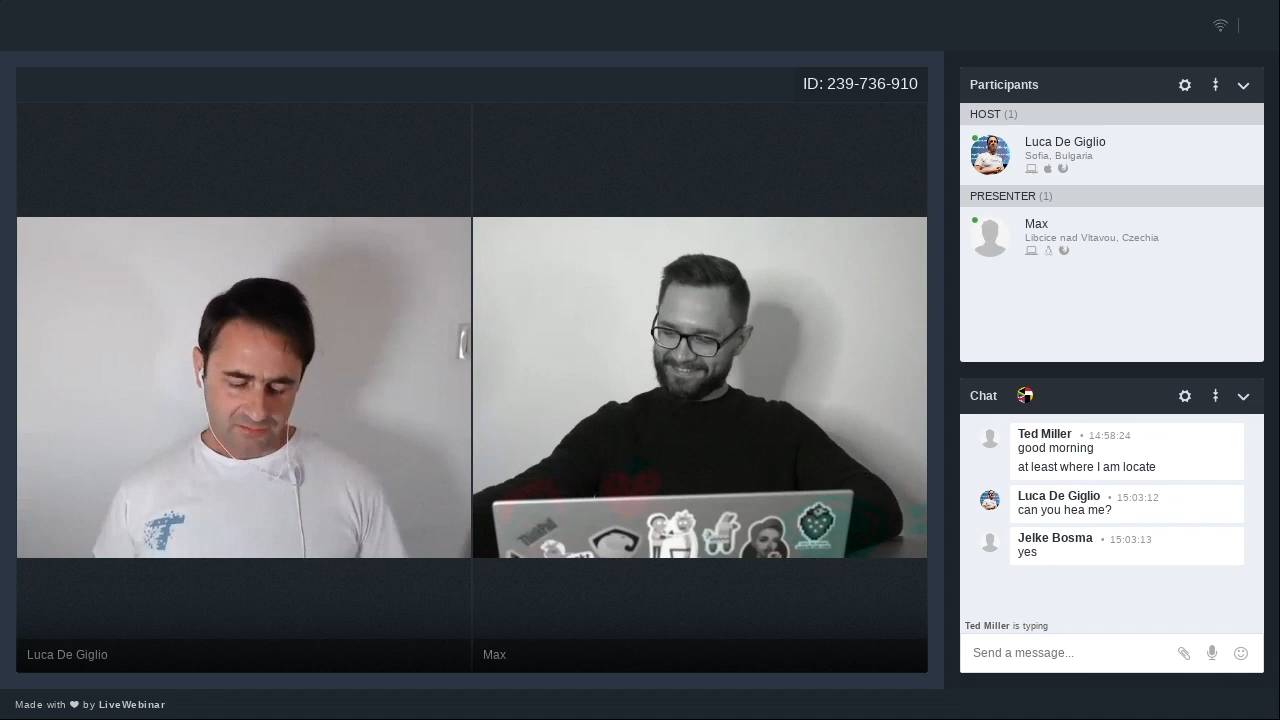 ID: 239-736-910
Luca De Giglio
Max
Participants
HOST (1)
Luca De Giglio
Sofia, Bulgaria
PRESENTER (1)
Max
Libcice nad Vltavou, Czechia
Chat
Ted Miller • 14:58:24
good morning
at least where I am locate
Luca De Giglio • 15:03:12
can you hea me?
Jelke Bosma • 15:03:13
yes
Ted Miller is typing
Send a message...
ThinkPad
Made with ❤ by LiveWebinar